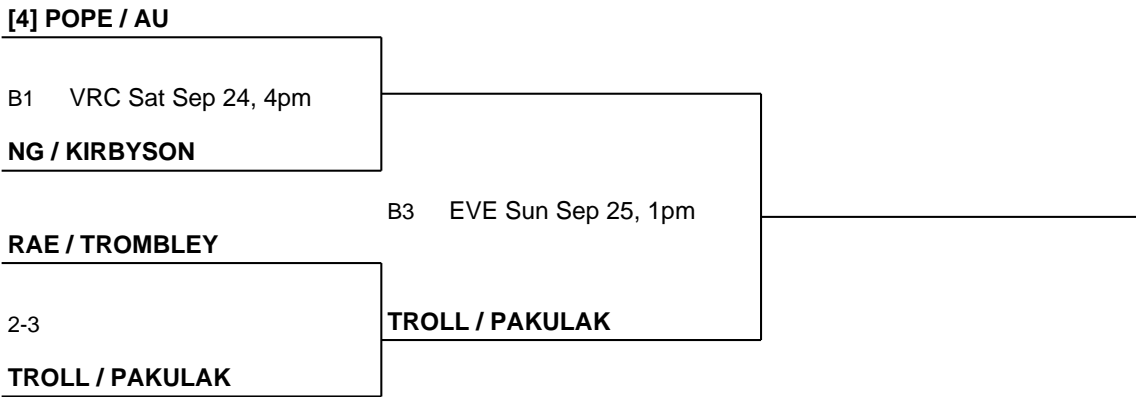 [4] POPE / AU
B1 VRC Sat Sep 24, 4pm
NG / KIRBYSON
B3 EVE Sun Sep 25, 1pm
RAE / TROMBLEY
2-3
TROLL / PAKULAK
TROLL / PAKULAK